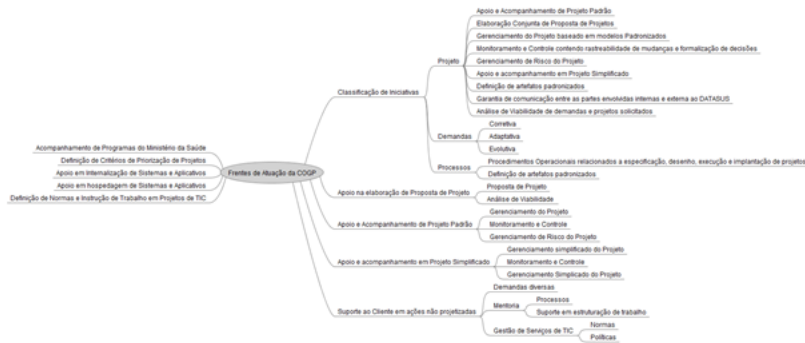 Acompanhamento de Programas do Ministério da Saúde
Definição de Critérios de Priorização de Projetos
Apoio em Internalização de Sistemas e Aplicativos
Apoio em hospedagem de Sistemas e Aplicativos
Definição de Normas e Instrução de Trabalho em Projetos de TIC
Frentes de Atuação da COGP
Classificação de Iniciativas
Projeto
Apoio e Acompanhamento de Projeto Padrão
Elaboração Conjunta de Proposta de Projetos
Gerenciamento do Projeto baseado em modelos Padronizados
Monitoramento e Controle contendo rastreabilidade de mudanças e formalização de decisões
Gerenciamento de Risco do Projeto
Apoio e acompanhamento em Projeto Simplificado
Definição de artefatos padronizados
Garantia de comunicação entre as partes envolvidas internas e externa ao DATASUS
Análise de Viabilidade de demandas e projetos solicitados
Demandas
Corretiva
Adaptativa
Evolutiva
Processos
Procedimentos Operacionais relacionados a especificação, desenho, execução e implantação de projetos
Definição de artefatos padronizados
Apoio na elaboração de Proposta de Projeto
Proposta de Projeto
Análise de Viabilidade
Apoio e Acompanhamento de Projeto Padrão
Gerenciamento do Projeto
Monitoramento e Controle
Gerenciamento de Risco do Projeto
Apoio e acompanhamento em Projeto Simplificado
Gerenciamento simplificado do Projeto
Monitoramento e Controle
Gerenciamento Simplicado do Projeto
Suporte ao Cliente em ações não projetizadas
Demandas diversas
Mentoria
Processos
Suporte em estruturação de trabalho
Gestão de Serviços de TIC
Normas
Políticas